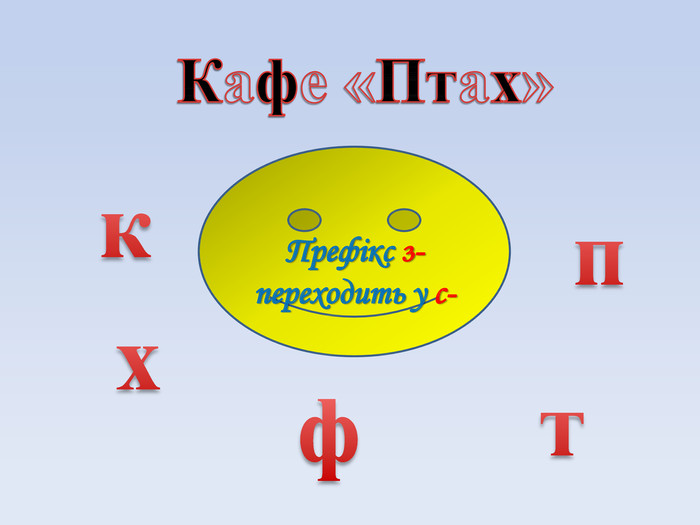 Кафе «Птах»
к
п
Префікс з-
переходить у с-
х
ф
т